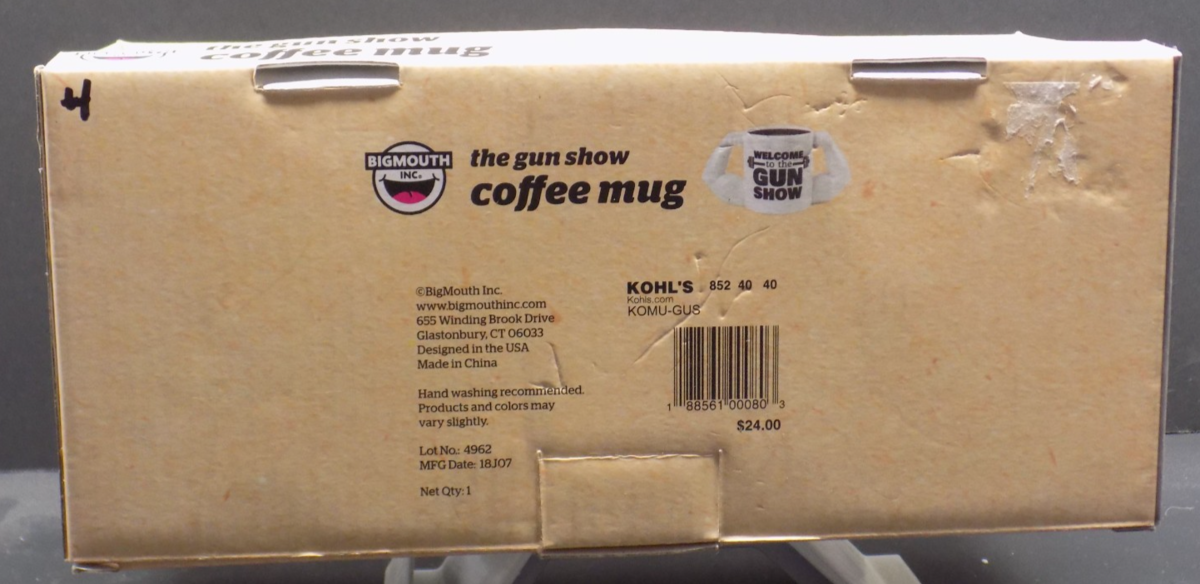 the gun show
coffee mug
4
BIGMOUTH
INC.
the gun show
coffee mug
WELCOME
to the
GUN
SHOW
©BigMouth Inc.
www.bigmouthinc.com
655 Winding Brook Drive
Glastonbury, CT 06033
Designed in the USA
Made in China
Hand washing recommended.
Products and colors may
vary slightly.
Lot No.: 4962
MFG Date: 18J07
Net Qty: 1
KOHL'S 852 40 40
Kohls.com
KOMU-GUS
1 88561 00080 3
$24.00